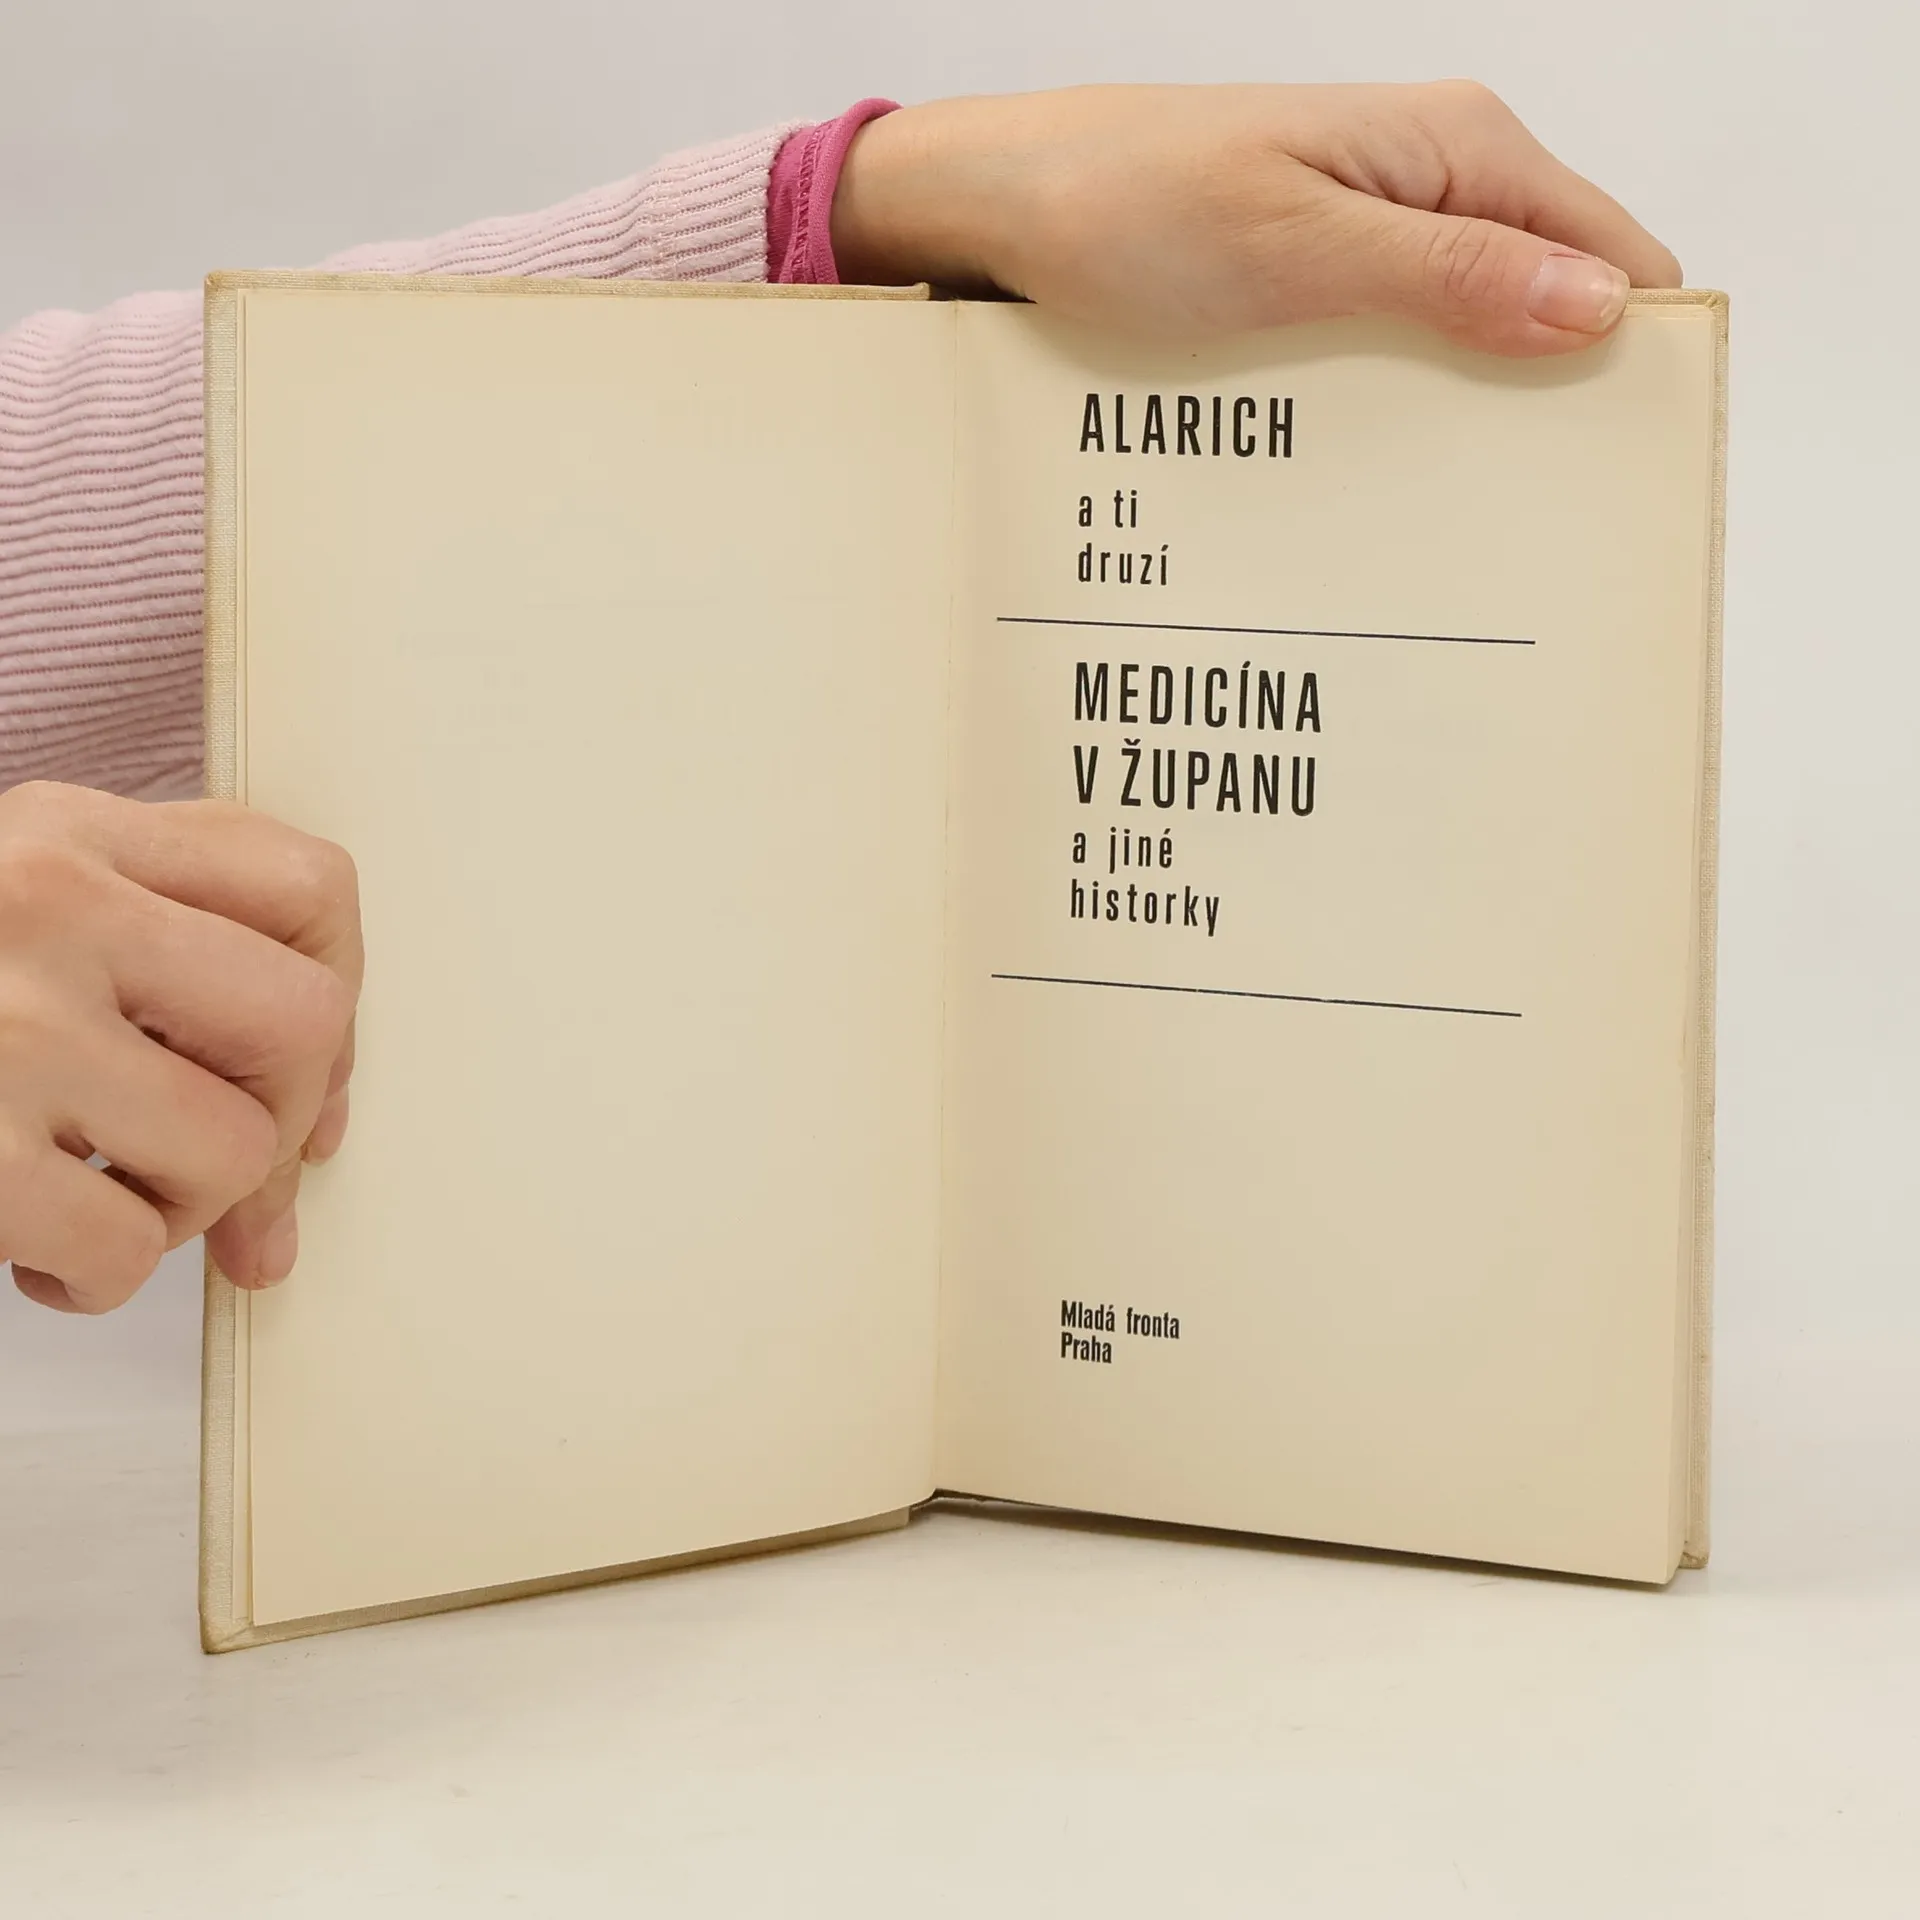 ALARICH
a ti
druzí
MEDICÍNA
V ŽUPANU
a jiné
historky
Mladá fronta
Praha